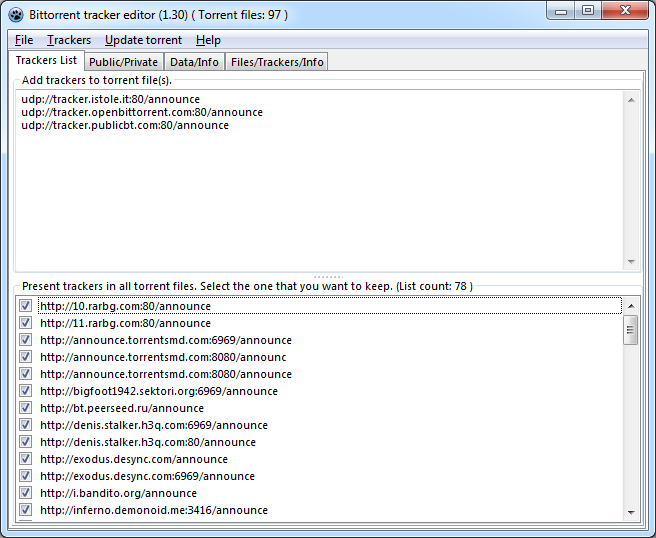 Bittorrent tracker editor (1.30) ( Torrent files: 97 )
File Trackers Update torrent Help
Trackers List Public/Private Data/Info Files/Trackers/Info
Add trackers to torrent file(s).
udp://tracker.istole.it:80/announce
udp://tracker.openbittorrent.com:80/announce
udp://tracker.publicbt.com:80/announce
Present trackers in all torrent files. Select the one that you want to keep. (List count: 78 )
http://10.rarbg.com:80/announce
http://11.rarbg.com:80/announce
http://announce.torrentsmd.com:6969/announce
http://announce.torrentsmd.com:8080/announc
http://announce.torrentsmd.com:8080/announce
http://bigfoot1942.sektori.org:6969/announce
http://bt.peerseed.ru/announce
http://denis.stalker.h3q.com:6969/announce
http://denis.stalker.h3q.com:80/announce
http://exodus.desync.com/announce
http://exodus.desync.com:6969/announce
http://i.bandito.org/announce
http://inferno.demonoid.me:3416/announce